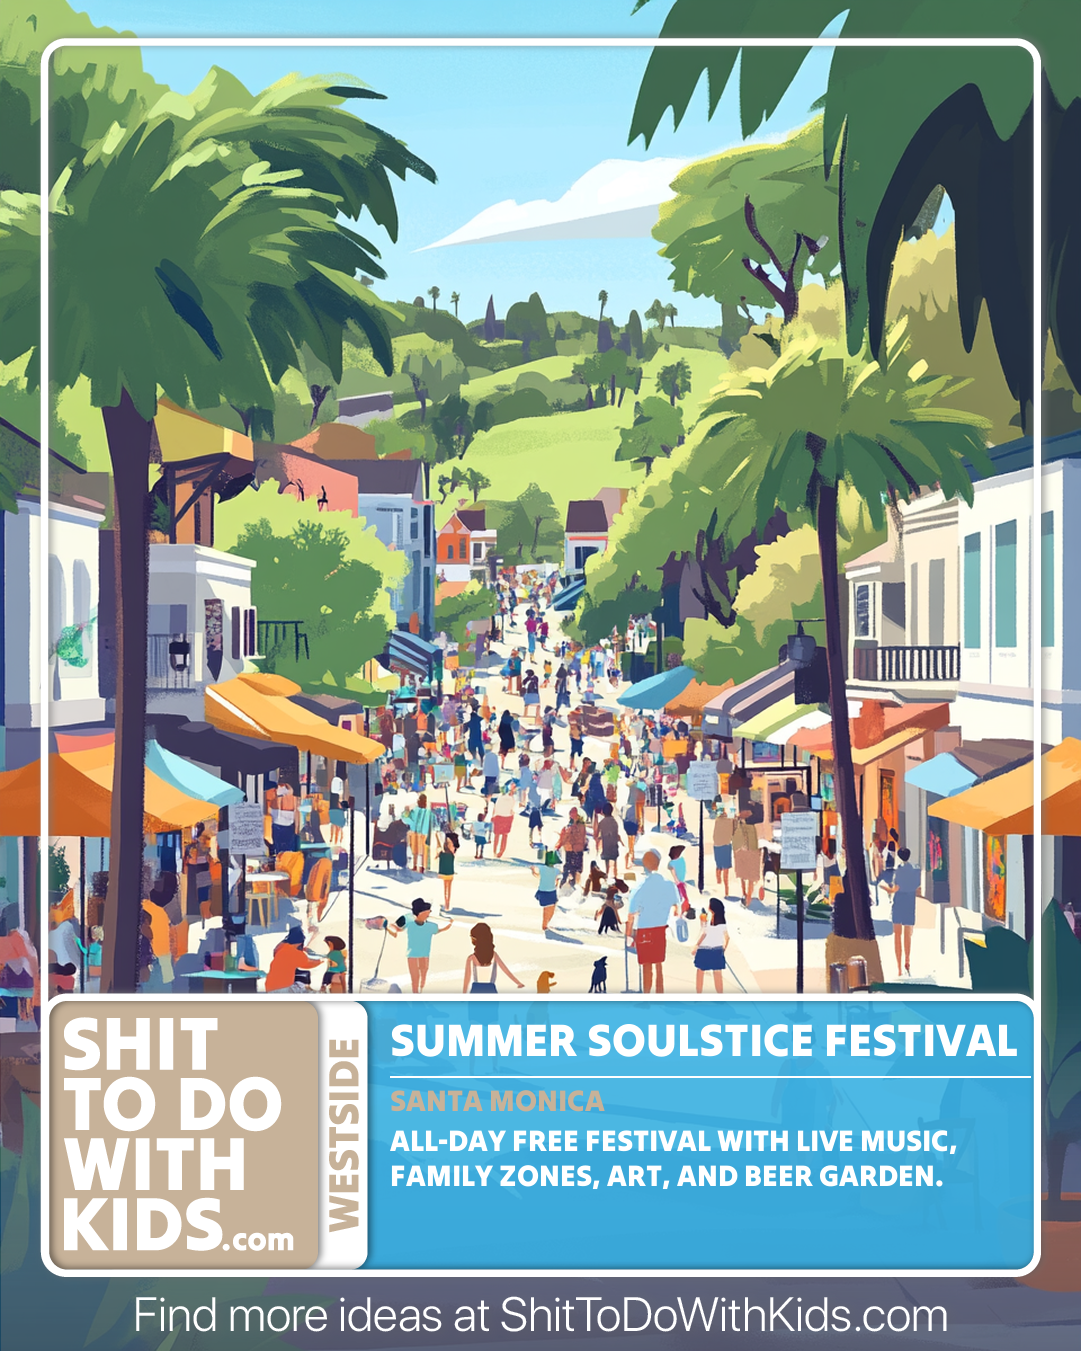 SHIT
TO DO
WITH
KIDS.com
WESTSIDE
SUMMER SOULSTICE FESTIVAL
SANTA MONICA
ALL-DAY FREE FESTIVAL WITH LIVE MUSIC,
FAMILY ZONES, ART, AND BEER GARDEN.
Find more ideas at ShitToDoWithKids.com